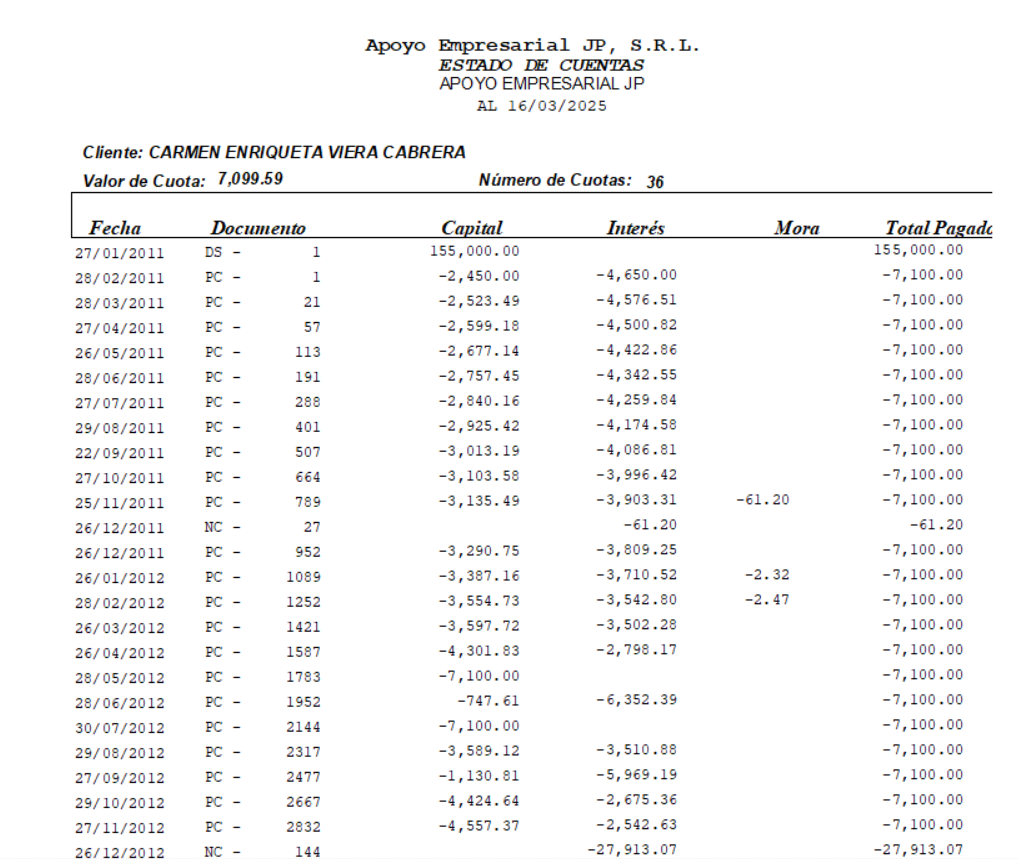 Apoyo Empresarial JP, S.R.L.
ESTADO DE CUENTAS
APOYO EMPRESARIAL JP
AL 16/03/2025
Cliente: CARMEN ENRIQUETA VIERA CABRERA
Valor de Cuota: 7,099.59 Número de Cuotas: 36
Fecha Documento Capital Interés Mora Total Pagado
27/01/2011 DS - 1 155,000.00 155,000.00
28/02/2011 PC - 1 -2,450.00 -4,650.00 -7,100.00
28/03/2011 PC - 21 -2,523.49 -4,576.51 -7,100.00
27/04/2011 PC - 57 -2,599.18 -4,500.82 -7,100.00
26/05/2011 PC - 113 -2,677.14 -4,422.86 -7,100.00
28/06/2011 PC - 191 -2,757.45 -4,342.55 -7,100.00
27/07/2011 PC - 288 -2,840.16 -4,259.84 -7,100.00
29/08/2011 PC - 401 -2,925.42 -4,174.58 -7,100.00
22/09/2011 PC - 507 -3,013.19 -4,086.81 -7,100.00
27/10/2011 PC - 664 -3,103.58 -3,996.42 -7,100.00
25/11/2011 PC - 789 -3,135.49 -3,903.31 -61.20 -7,100.00
26/12/2011 NC - 27 -61.20 -61.20
26/12/2011 PC - 952 -3,290.75 -3,809.25 -7,100.00
26/01/2012 PC - 1089 -3,387.16 -3,710.52 -2.32 -7,100.00
28/02/2012 PC - 1252 -3,554.73 -3,542.80 -2.47 -7,100.00
26/03/2012 PC - 1421 -3,597.72 -3,502.28 -7,100.00
26/04/2012 PC - 1587 -4,301.83 -2,798.17 -7,100.00
28/05/2012 PC - 1783 -7,100.00 -7,100.00
28/06/2012 PC - 1952 -747.61 -6,352.39 -7,100.00
30/07/2012 PC - 2144 -7,100.00 -7,100.00
29/08/2012 PC - 2317 -3,589.12 -3,510.88 -7,100.00
27/09/2012 PC - 2477 -1,130.81 -5,969.19 -7,100.00
29/10/2012 PC - 2667 -4,424.64 -2,675.36 -7,100.00
27/11/2012 PC - 2832 -4,557.37 -2,542.63 -7,100.00
26/12/2012 NC - 144 -27,913.07 -27,913.07